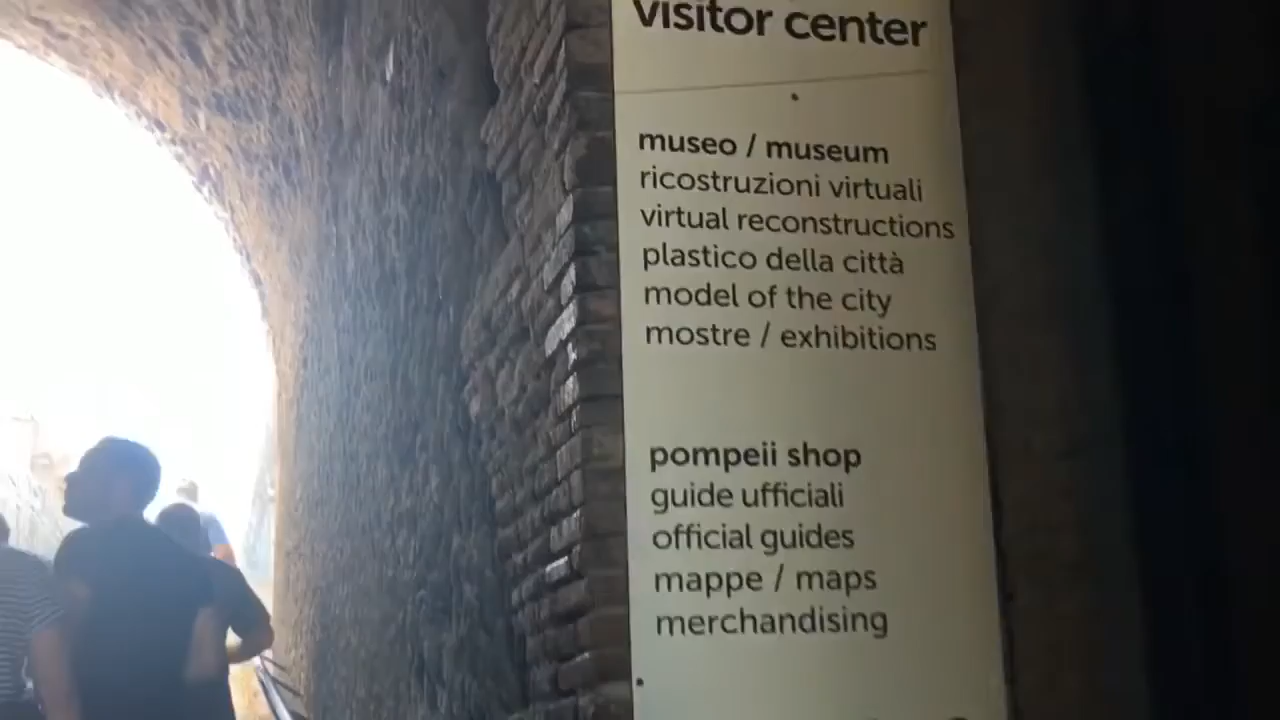 visitor center
museo / museum
ricostruzioni virtuali
virtual reconstructions
plastico della città
model of the city
mostre / exhibitions
pompeii shop
guide ufficiali
official guides
mappe / maps
merchandising